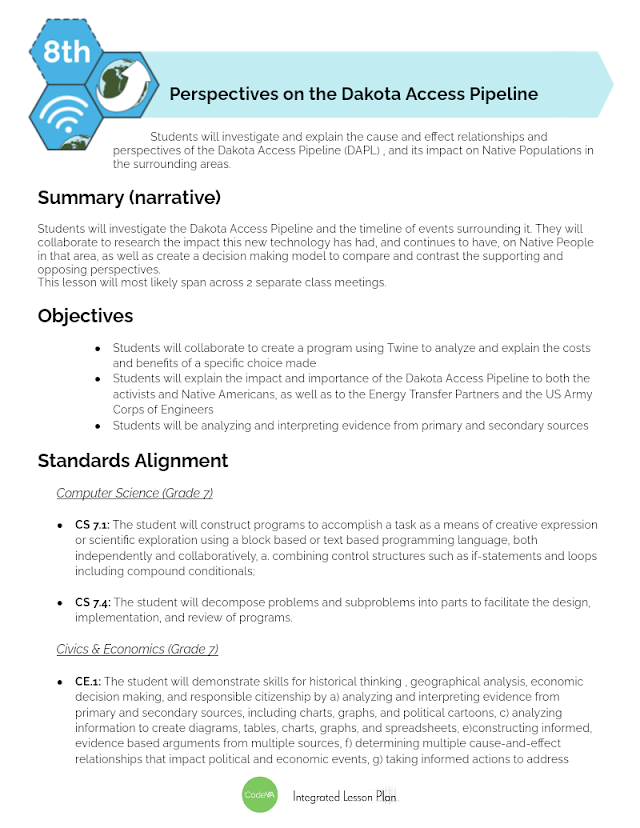 8th
Perspectives on the Dakota Access Pipeline
Students will investigate and explain the cause and effect relationships and
perspectives of the Dakota Access Pipeline (DAPL) , and its impact on Native Populations in
the surrounding areas.
Summary (narrative)
Students will investigate the Dakota Access Pipeline and the timeline of events surrounding it. They will
collaborate to research the impact this new technology has had, and continues to have, on Native People
in that area, as well as create a decision making model to compare and contrast the supporting and
opposing perspectives.
This lesson will most likely span across 2 separate class meetings.
Objectives
● Students will collaborate to create a program using Twine to analyze and explain the costs
and benefits of a specific choice made
● Students will explain the impact and importance of the Dakota Access Pipeline to both the
activists and Native Americans, as well as to the Energy Transfer Partners and the US Army
Corps of Engineers
● Students will be analyzing and interpreting evidence from primary and secondary sources
Standards Alignment
Computer Science (Grade 7)
● CS 7.1: The student will construct programs to accomplish a task as a means of creative expression
or scientific exploration using a block based or text based programming language, both
independently and collaboratively, a. combining control structures such as if-statements and loops
including compound conditionals;
● CS 7.4: The student will decompose problems and subproblems into parts to facilitate the design,
implementation, and review of programs.
Civics & Economics (Grade 7)
● CE.1: The student will demonstrate skills for historical thinking , geographical analysis, economic
decision making, and responsible citizenship by a) analyzing and interpreting evidence from
primary and secondary sources, including charts, graphs, and political cartoons, c) analyzing
information to create diagrams, tables, charts, graphs, and spreadsheets, e)constructing informed,
evidence based arguments from multiple sources, f) determining multiple cause-and-effect
relationships that impact political and economic events, g) taking informed actions to address
CodeVA
Integrated Lesson Plan